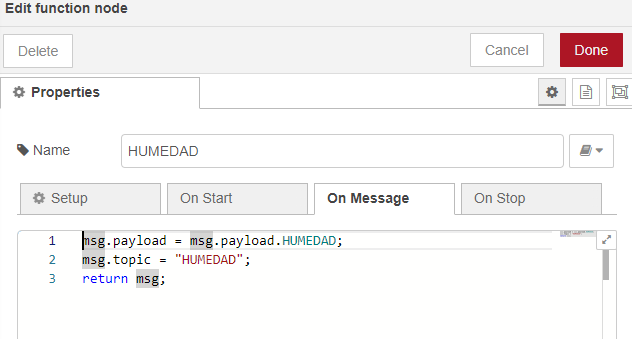 Edit function node
Delete
Cancel
Done
Properties
Name
HUMEDAD
Setup
On Start
On Message
On Stop
1 msg.payload = msg.payload.HUMEDAD;
2 msg.topic = "HUMEDAD";
3 return msg;